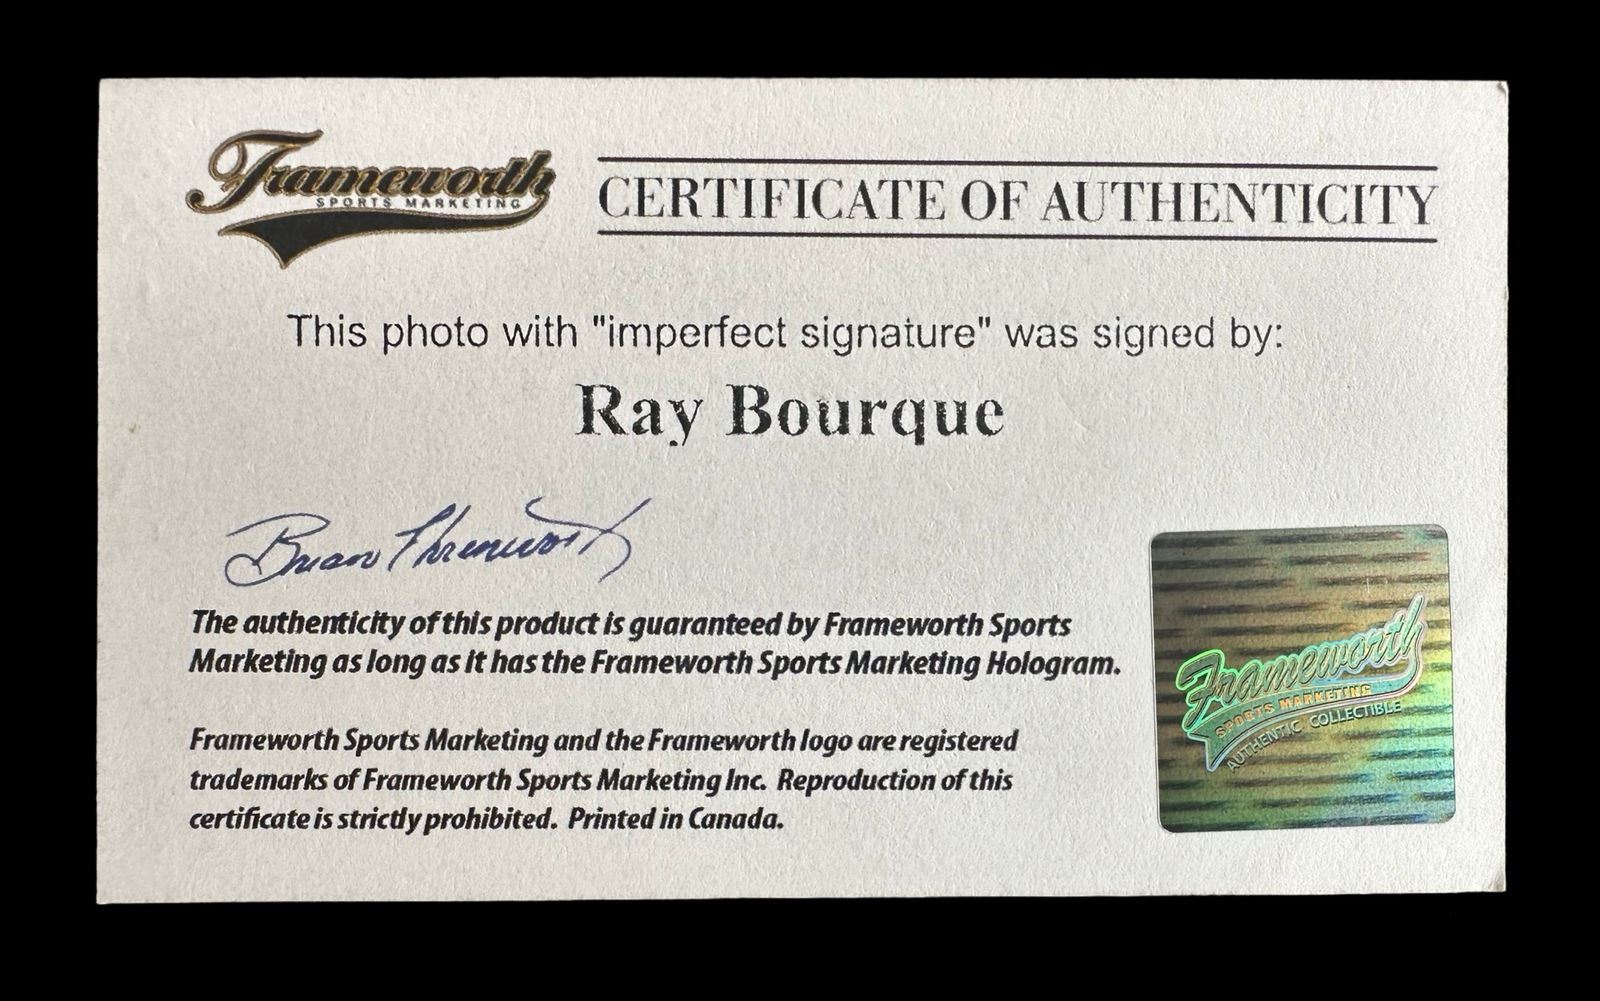 Frameworth
SPORTS MARKETING
CERTIFICATE OF AUTHENTICITY
This photo with "imperfect signature" was signed by:
Ray Bourque
Brian
The authenticity of this product is guaranteed by Frameworth Sports
Marketing as long as it has the Frameworth Sports Marketing Hologram.
Frameworth Sports Marketing and the Frameworth logo are registered
trademarks of Frameworth Sports Marketing Inc. Reproduction of this
certificate is strictly prohibited. Printed in Canada.
Frameworth
SPORTS MARKETING
AUTHENTIC COLLECTIBLE